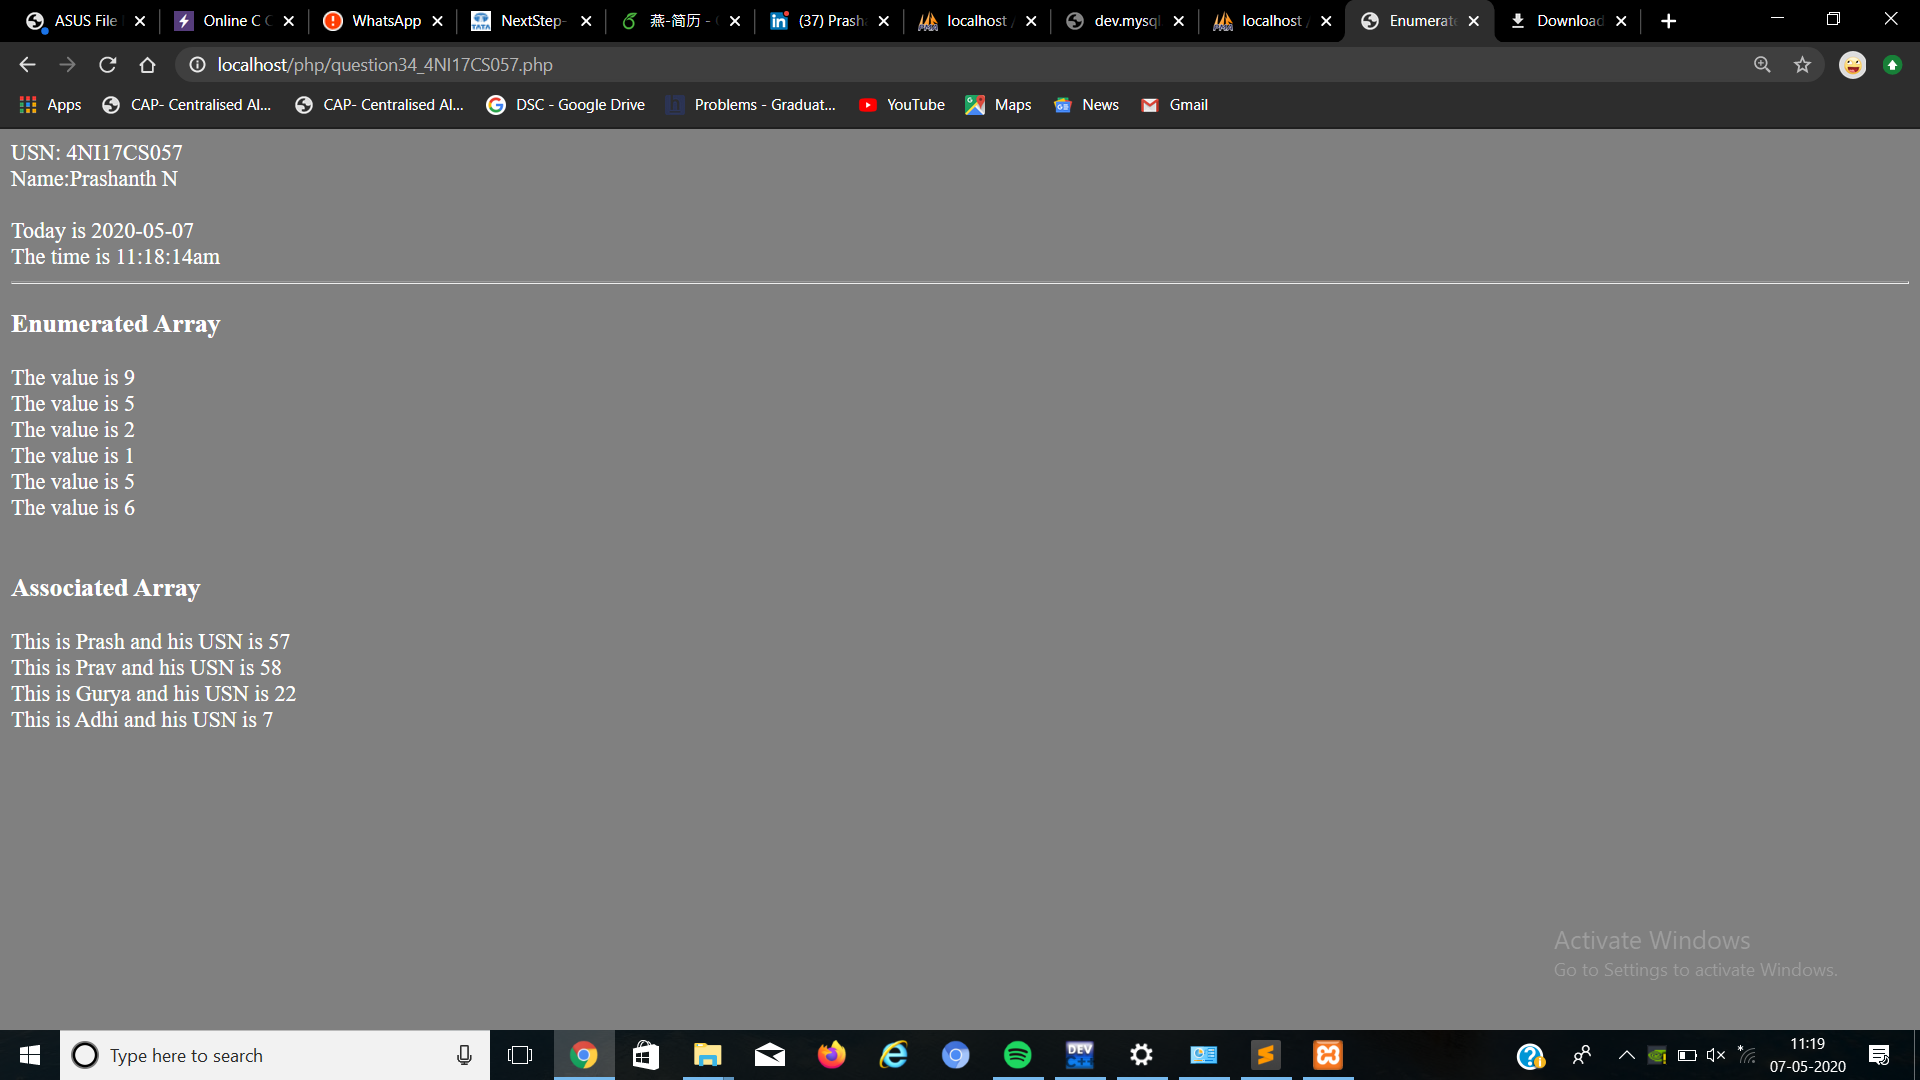 ASUS File
Online C C
WhatsApp
NextStep-
燕-简历 -
(37) Prash
localhost /
dev.mysql
localhost /
Enumerate
Download
localhost/php/question34_4NI17CS057.php
Apps
CAP- Centralised Al...
CAP- Centralised Al...
DSC - Google Drive
Problems - Graduat...
YouTube
Maps
News
Gmail
USN: 4NI17CS057
Name:Prashanth N
Today is 2020-05-07
The time is 11:18:14am
Enumerated Array
The value is 9
The value is 5
The value is 2
The value is 1
The value is 5
The value is 6
Associated Array
This is Prash and his USN is 57
This is Prav and his USN is 58
This is Gurya and his USN is 22
This is Adhi and his USN is 7
Activate Windows
Go to Settings to activate Windows.
Type here to search
DEV
C++
11:19
07-05-2020